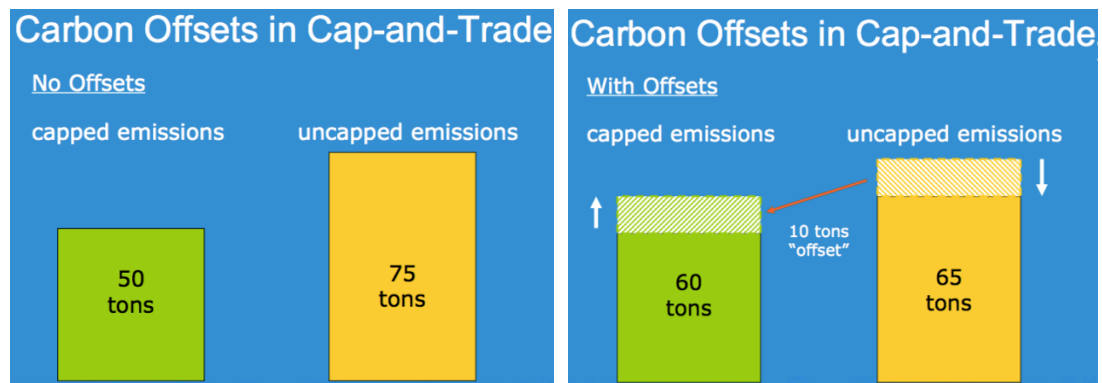 Carbon Offsets in Cap-and-Trade
No Offsets
capped emissions
uncapped emissions
50
tons
75
tons
Carbon Offsets in Cap-and-Trade
With Offsets
capped emissions
uncapped emissions
10 tons
“offset”
60
tons
65
tons